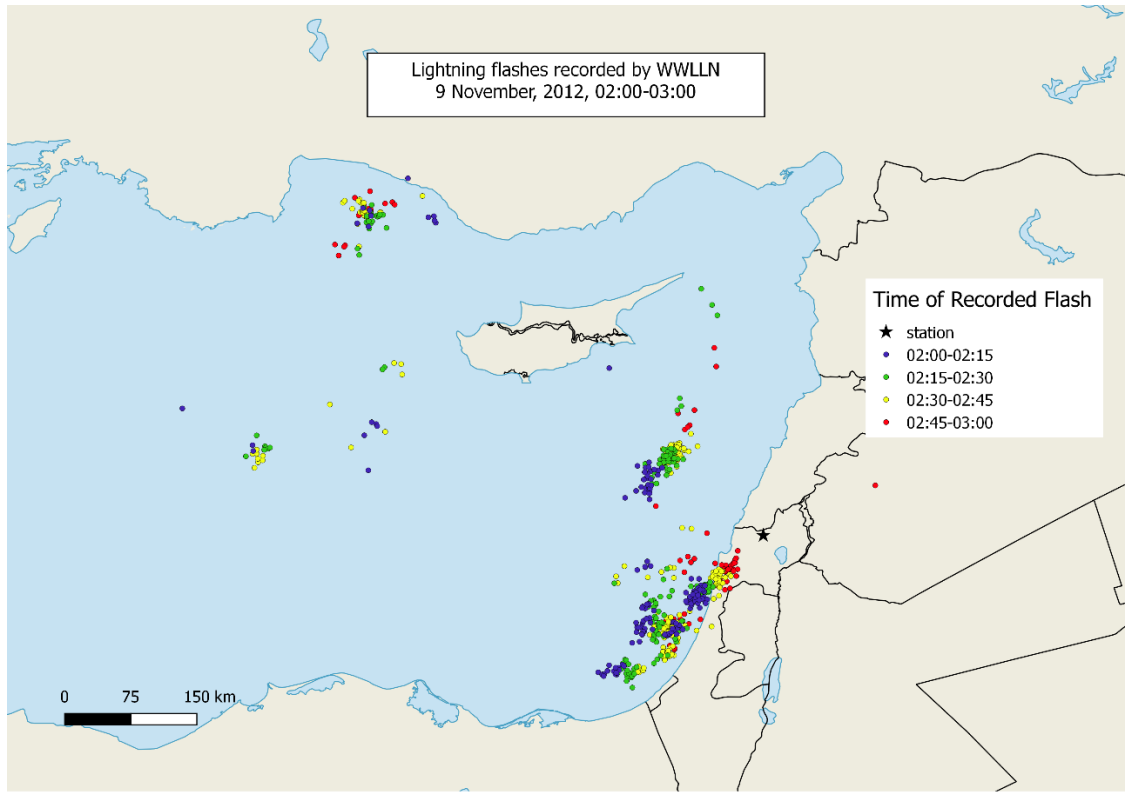 Lightning flashes recorded by WWLLN
9 November, 2012, 02:00-03:00
Time of Recorded Flash
station
02:00-02:15
02:15-02:30
02:30-02:45
02:45-03:00
0 75 150 km